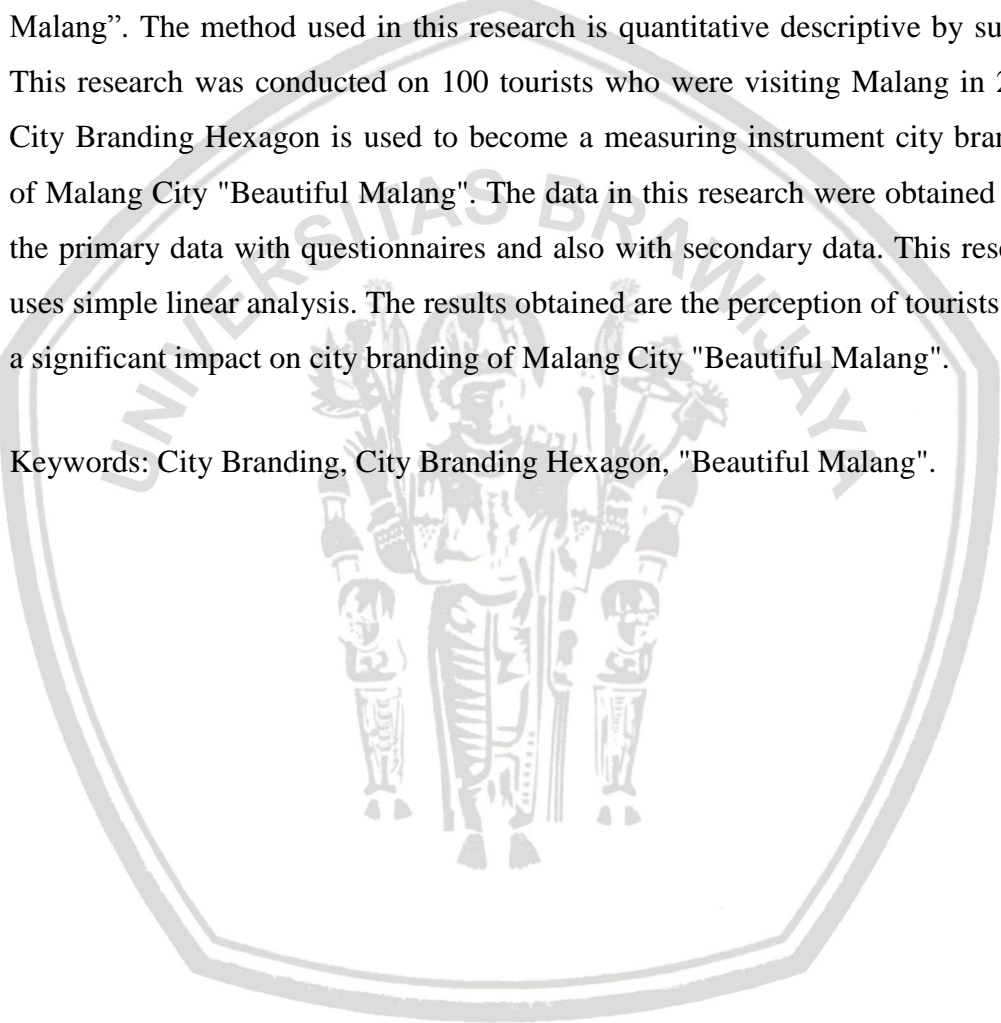 Malang”. The method used in this research is quantitative descriptive by
This research was conducted on 100 tourists who were visiting Malang in
City Branding Hexagon is used to become a measuring instrument city
of Malang City "Beautiful Malang". The data in this research were obtained
the primary data with questionnaires and also with secondary data. This
uses simple linear analysis. The results obtained are the perception of tourists
a significant impact on city branding of Malang City "Beautiful Malang".
Keywords: City Branding, City Branding Hexagon, "Beautiful Malang".
UNIVERSITAS BRAWIJAYA